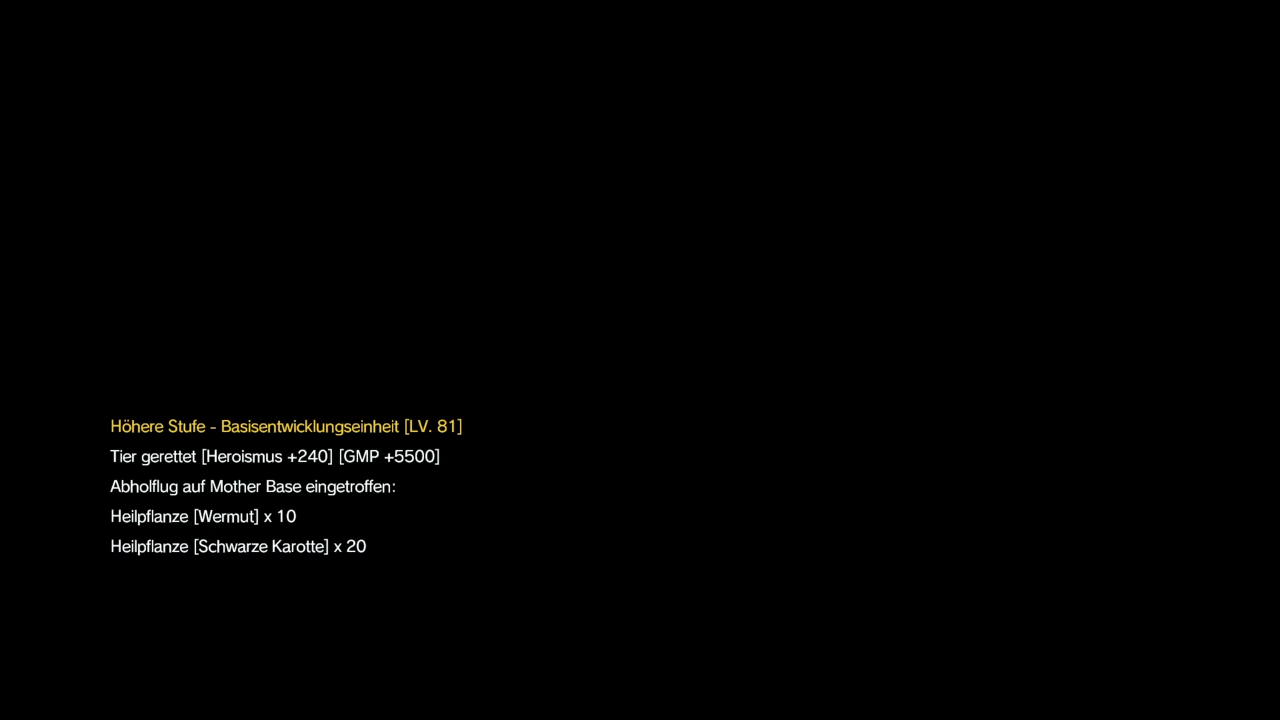 Höhere Stufe - Basisentwicklungseinheit [LV. 81]
Tier gerettet [Heroismus +240] [GMP +5500]
Abholflug auf Mother Base eingetroffen:
Heilpflanze [Wermut] x 10
Heilpflanze [Schwarze Karotte] x 20